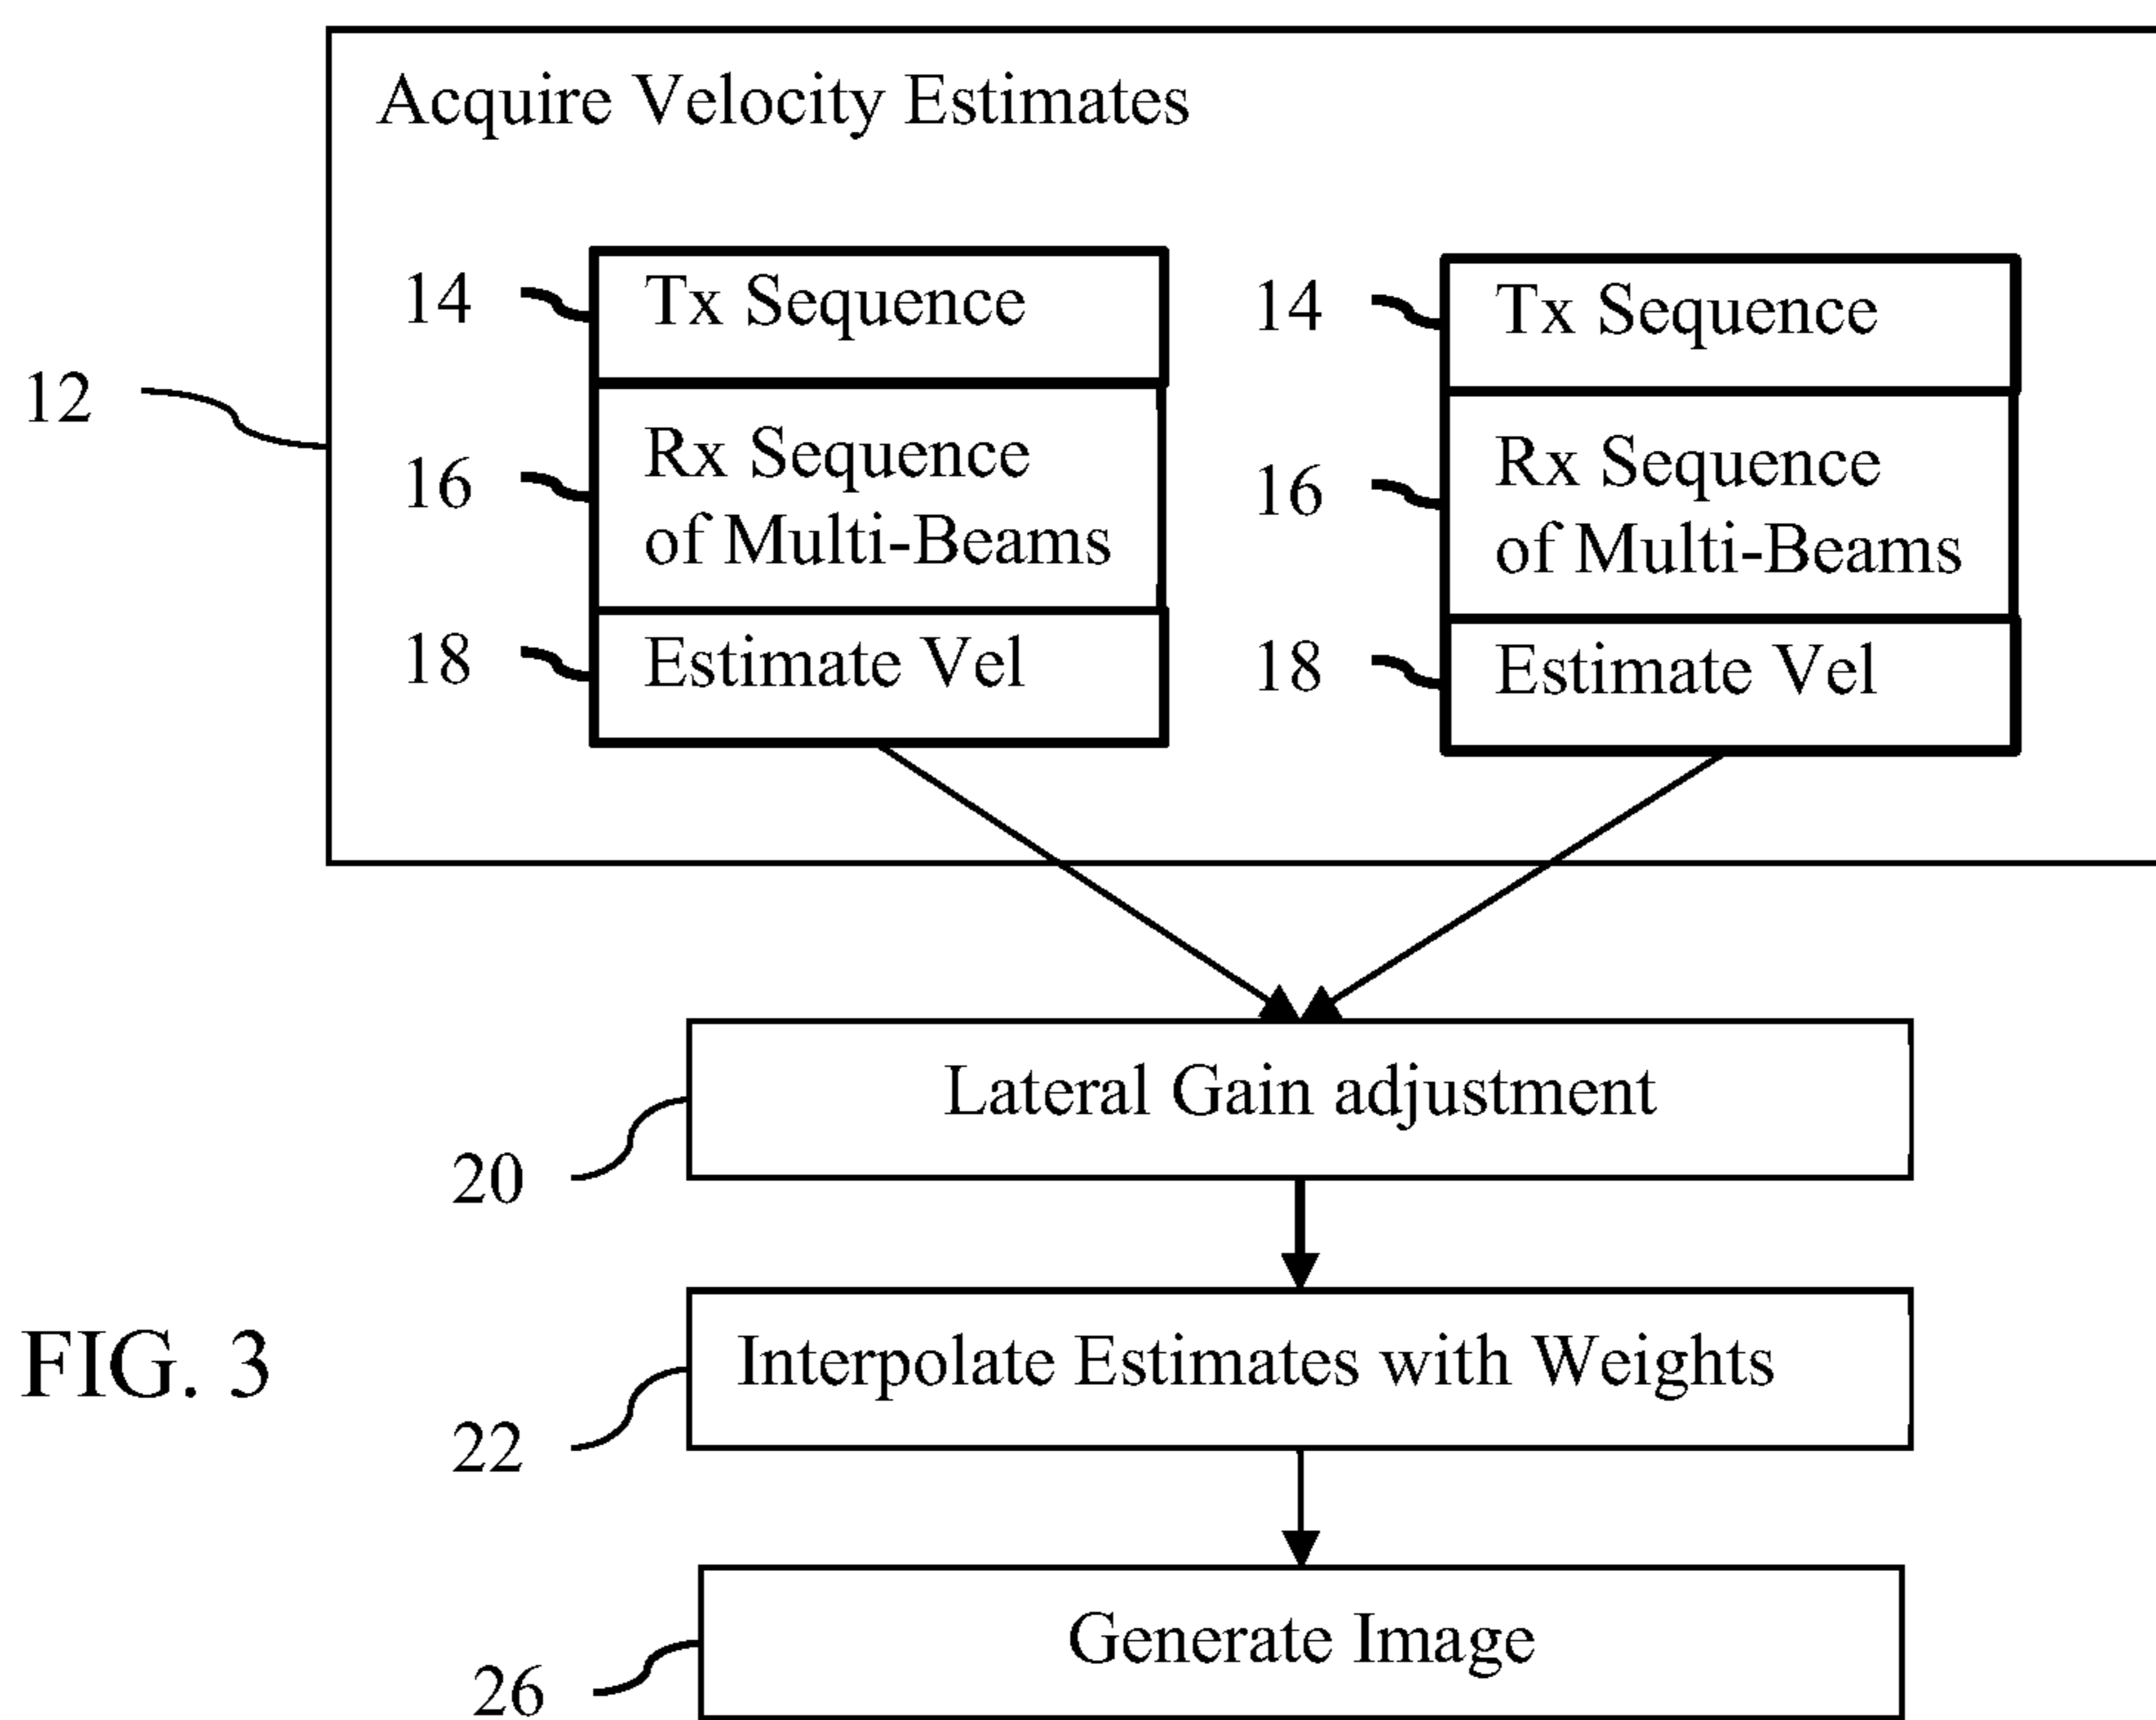 Acquire Velocity Estimates
14 Tx Sequence
14 Tx Sequence
12
16 Rx Sequence
of Multi-Beams
16 Rx Sequence
of Multi-Beams
18 Estimate Vel
18 Estimate Vel
Lateral Gain adjustment
20
Interpolate Estimates with Weights
FIG. 3
22
Generate Image
26